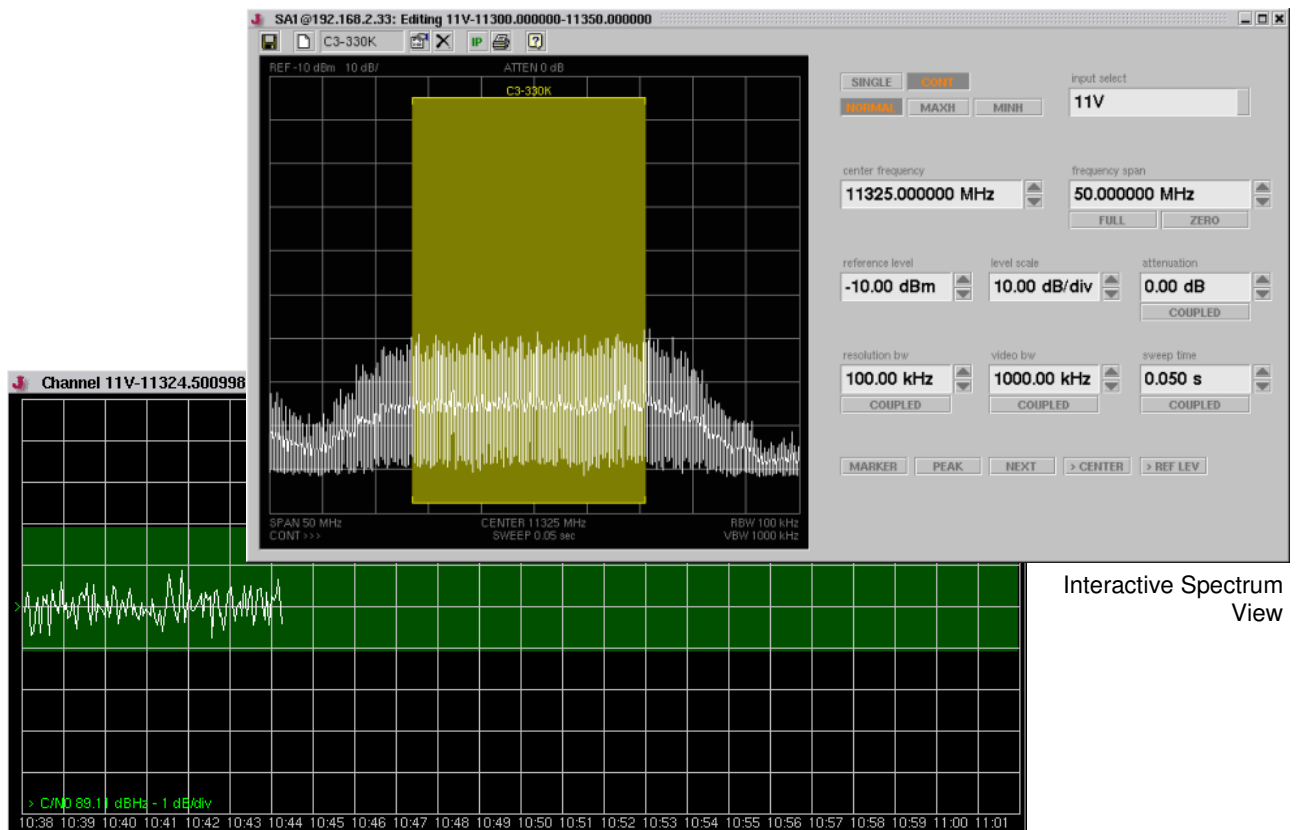 SA1@192.168.2.33: Editing 11V-11300.000000-11350.000000
C3-330K
IP
REF -10 dBm 10 dB/ ATTEN 0 dB
C3-330K
SPAN 50 MHz CENTER 11325 MHz RBW 100 kHz
CONT >>> SWEEP 0.05 sec VBW 1000 kHz
SINGLE CONT input select
NORMAL MAXH MINH 11V
center frequency frequency span
11325.000000 MHz 50.000000 MHz
FULL ZERO
reference level level scale attenuation
-10.00 dBm 10.00 dB/div 0.00 dB
COUPLED
resolution bw video bw sweep time
100.00 kHz 1000.00 kHz 0.050 s
COUPLED COUPLED COUPLED
MARKER PEAK NEXT > CENTER > REF LEV
Interactive Spectrum
View
Channel 11V-11324.500998
> C/N0 89.11 dBHz - 1 dB/div
10:38 10:39 10:40 10:41 10:42 10:43 10:44 10:45 10:46 10:47 10:48 10:49 10:50 10:51 10:52 10:53 10:54 10:55 10:56 10:57 10:58 10:59 11:00 11:01